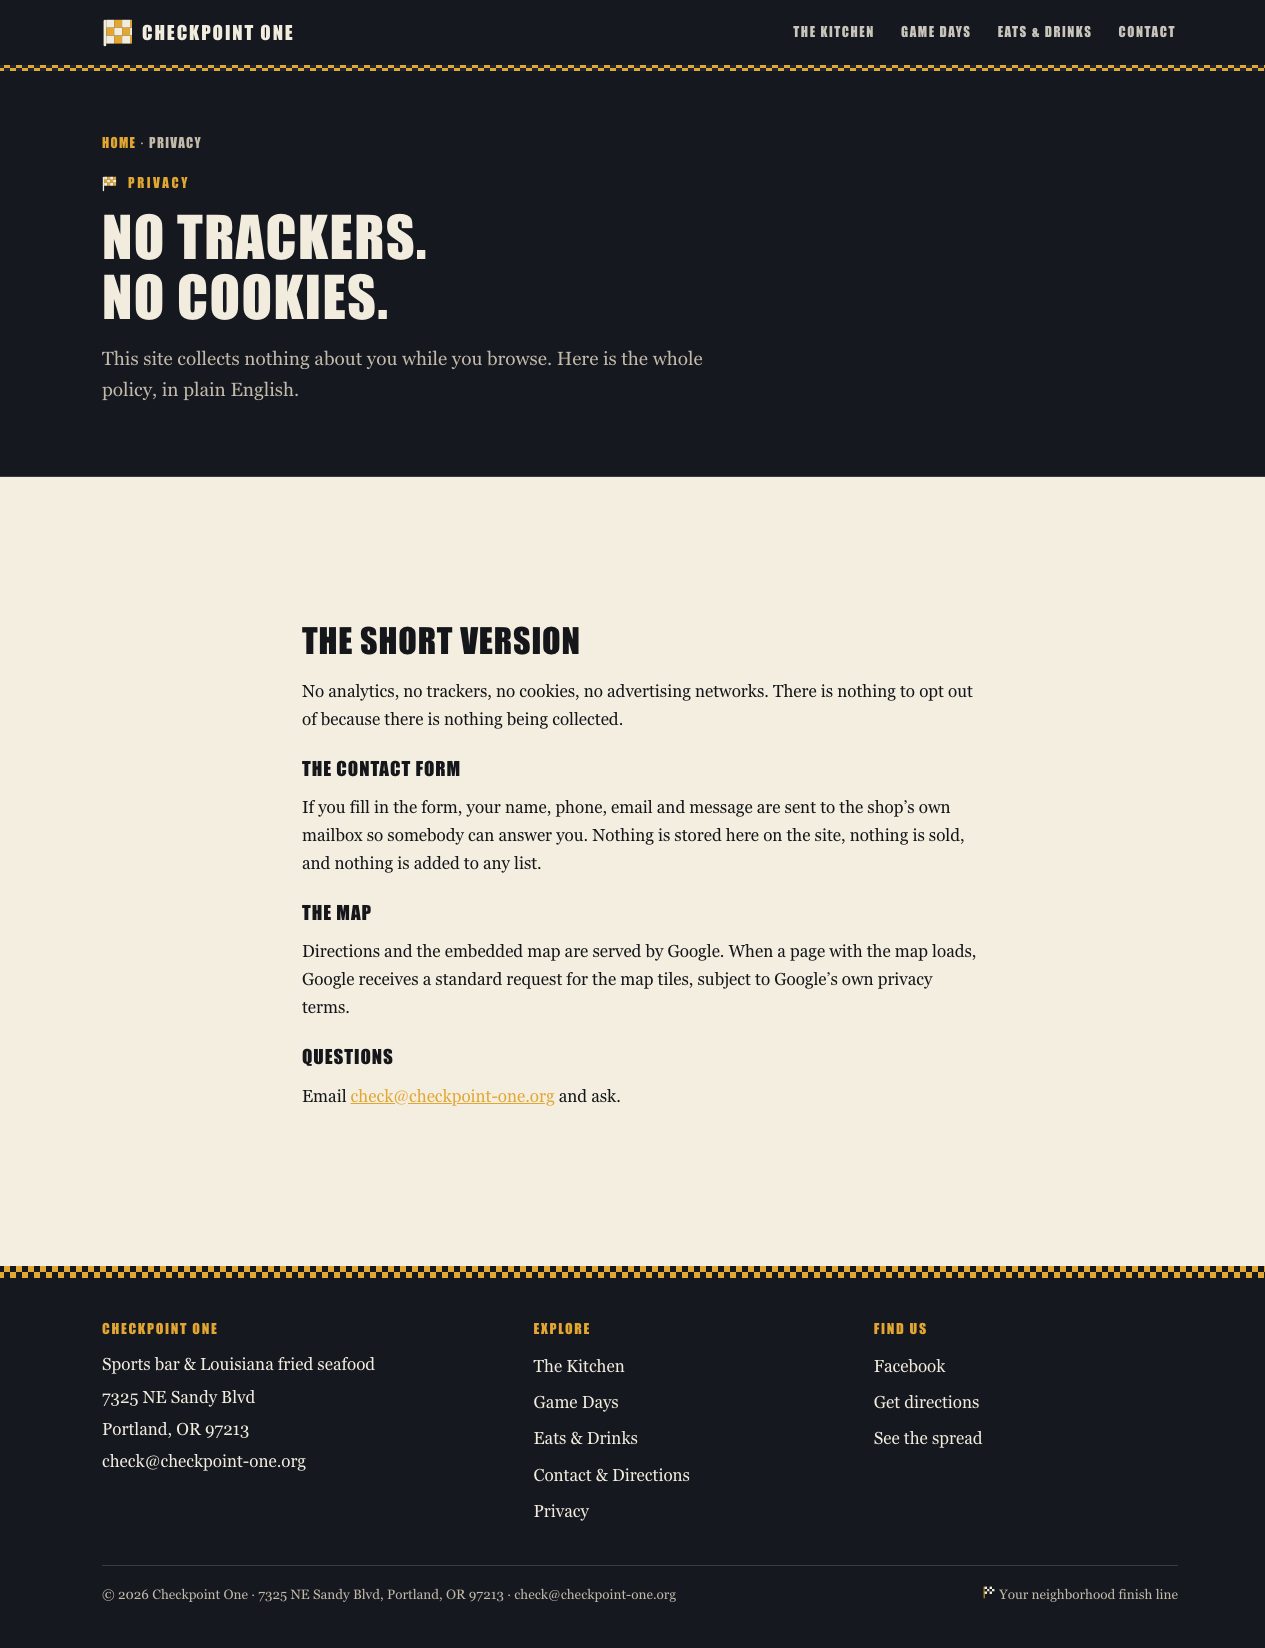 CHECKPOINT ONE
THE KITCHEN
GAME DAYS
EATS & DRINKS
CONTACT
HOME · PRIVACY
PRIVACY
NO TRACKERS.
NO COOKIES.
This site collects nothing about you while you browse. Here is the whole
policy, in plain English.
THE SHORT VERSION
No analytics, no trackers, no cookies, no advertising networks. There is nothing to opt out
of because there is nothing being collected.
THE CONTACT FORM
If you fill in the form, your name, phone, email and message are sent to the shop’s own
mailbox so somebody can answer you. Nothing is stored here on the site, nothing is sold,
and nothing is added to any list.
THE MAP
Directions and the embedded map are served by Google. When a page with the map loads,
Google receives a standard request for the map tiles, subject to Google’s own privacy
terms.
QUESTIONS
Email check@checkpoint-one.org and ask.
CHECKPOINT ONE
Sports bar & Louisiana fried seafood
7325 NE Sandy Blvd
Portland, OR 97213
check@checkpoint-one.org
EXPLORE
The Kitchen
Game Days
Eats & Drinks
Contact & Directions
Privacy
FIND US
Facebook
Get directions
See the spread
© 2026 Checkpoint One · 7325 NE Sandy Blvd, Portland, OR 97213 · check@checkpoint-one.org
Your neighborhood finish line